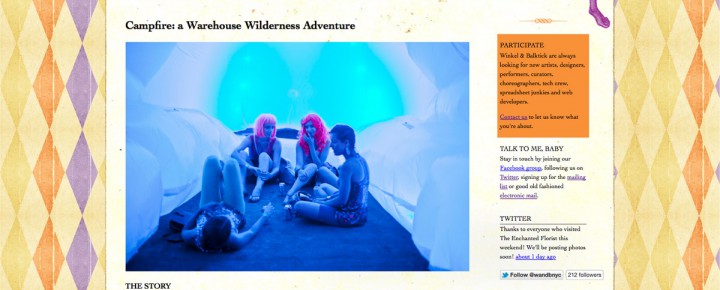 Campfire: a Warehouse Wilderness Adventure
PARTICIPATE
Winkel & Balktick are always
looking for new artists, designers,
performers, curators,
choreographers, tech crew,
spreadsheet junkies and web
developers.
Contact us to let us know what
you're about.
TALK TO ME, BABY
Stay in touch by joining our
Facebook group, following us on
Twitter, signing up for the mailing
list or good old fashioned
electronic mail.
TWITTER
Thanks to everyone who visited
The Enchanted Florist this
weekend! We'll be posting photos
soon! about 1 day ago
Follow @wandbnyc 212 followers
THE STORY